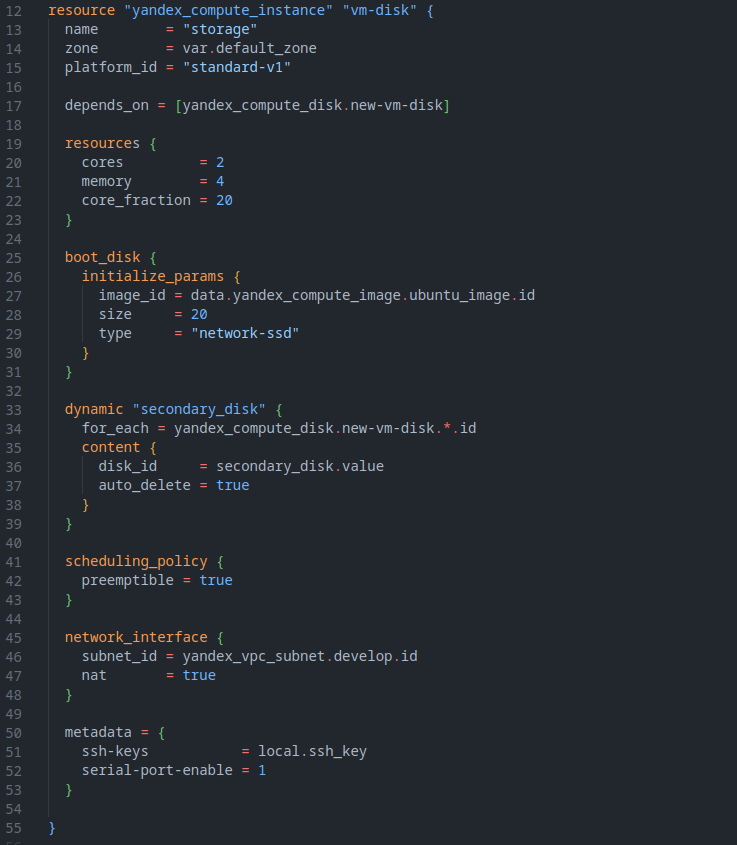 12 resource "yandex_compute_instance" "vm-disk" {
13   name        = "storage"
14   zone        = var.default_zone
15   platform_id = "standard-v1"
16
17   depends_on = [yandex_compute_disk.new-vm-disk]
18
19   resources {
20     cores         = 2
21     memory        = 4
22     core_fraction = 20
23   }
24
25   boot_disk {
26     initialize_params {
27       image_id = data.yandex_compute_image.ubuntu_image.id
28       size     = 20
29       type     = "network-ssd"
30     }
31   }
32
33   dynamic "secondary_disk" {
34     for_each = yandex_compute_disk.new-vm-disk.*.id
35     content {
36       disk_id     = secondary_disk.value
37       auto_delete = true
38     }
39   }
40
41   scheduling_policy {
42     preemptible = true
43   }
44
45   network_interface {
46     subnet_id = yandex_vpc_subnet.develop.id
47     nat       = true
48   }
49
50   metadata = {
51     ssh-keys           = local.ssh_key
52     serial-port-enable = 1
53   }
54
55 }